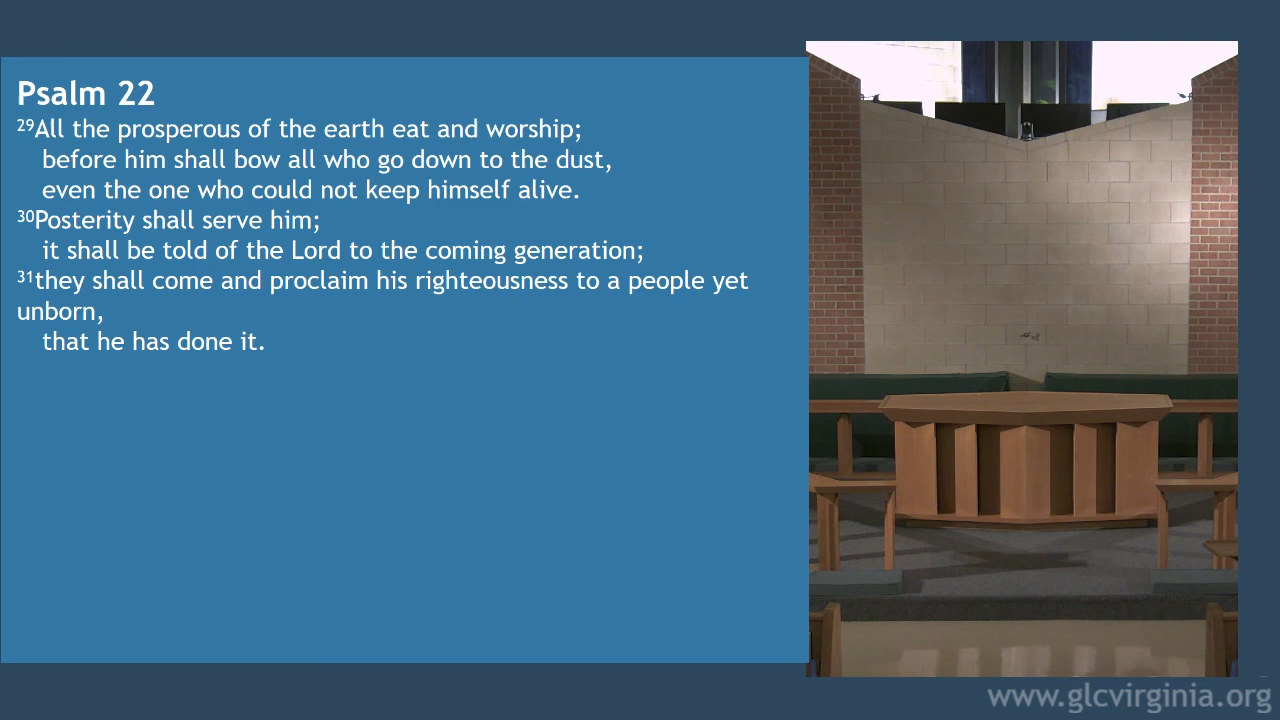 Psalm 22
29All the prosperous of the earth eat and worship;
before him shall bow all who go down to the dust,
even the one who could not keep himself alive.
30Posterity shall serve him;
it shall be told of the Lord to the coming generation;
31they shall come and proclaim his righteousness to a people yet
unborn,
that he has done it.
www.glcvirginia.org